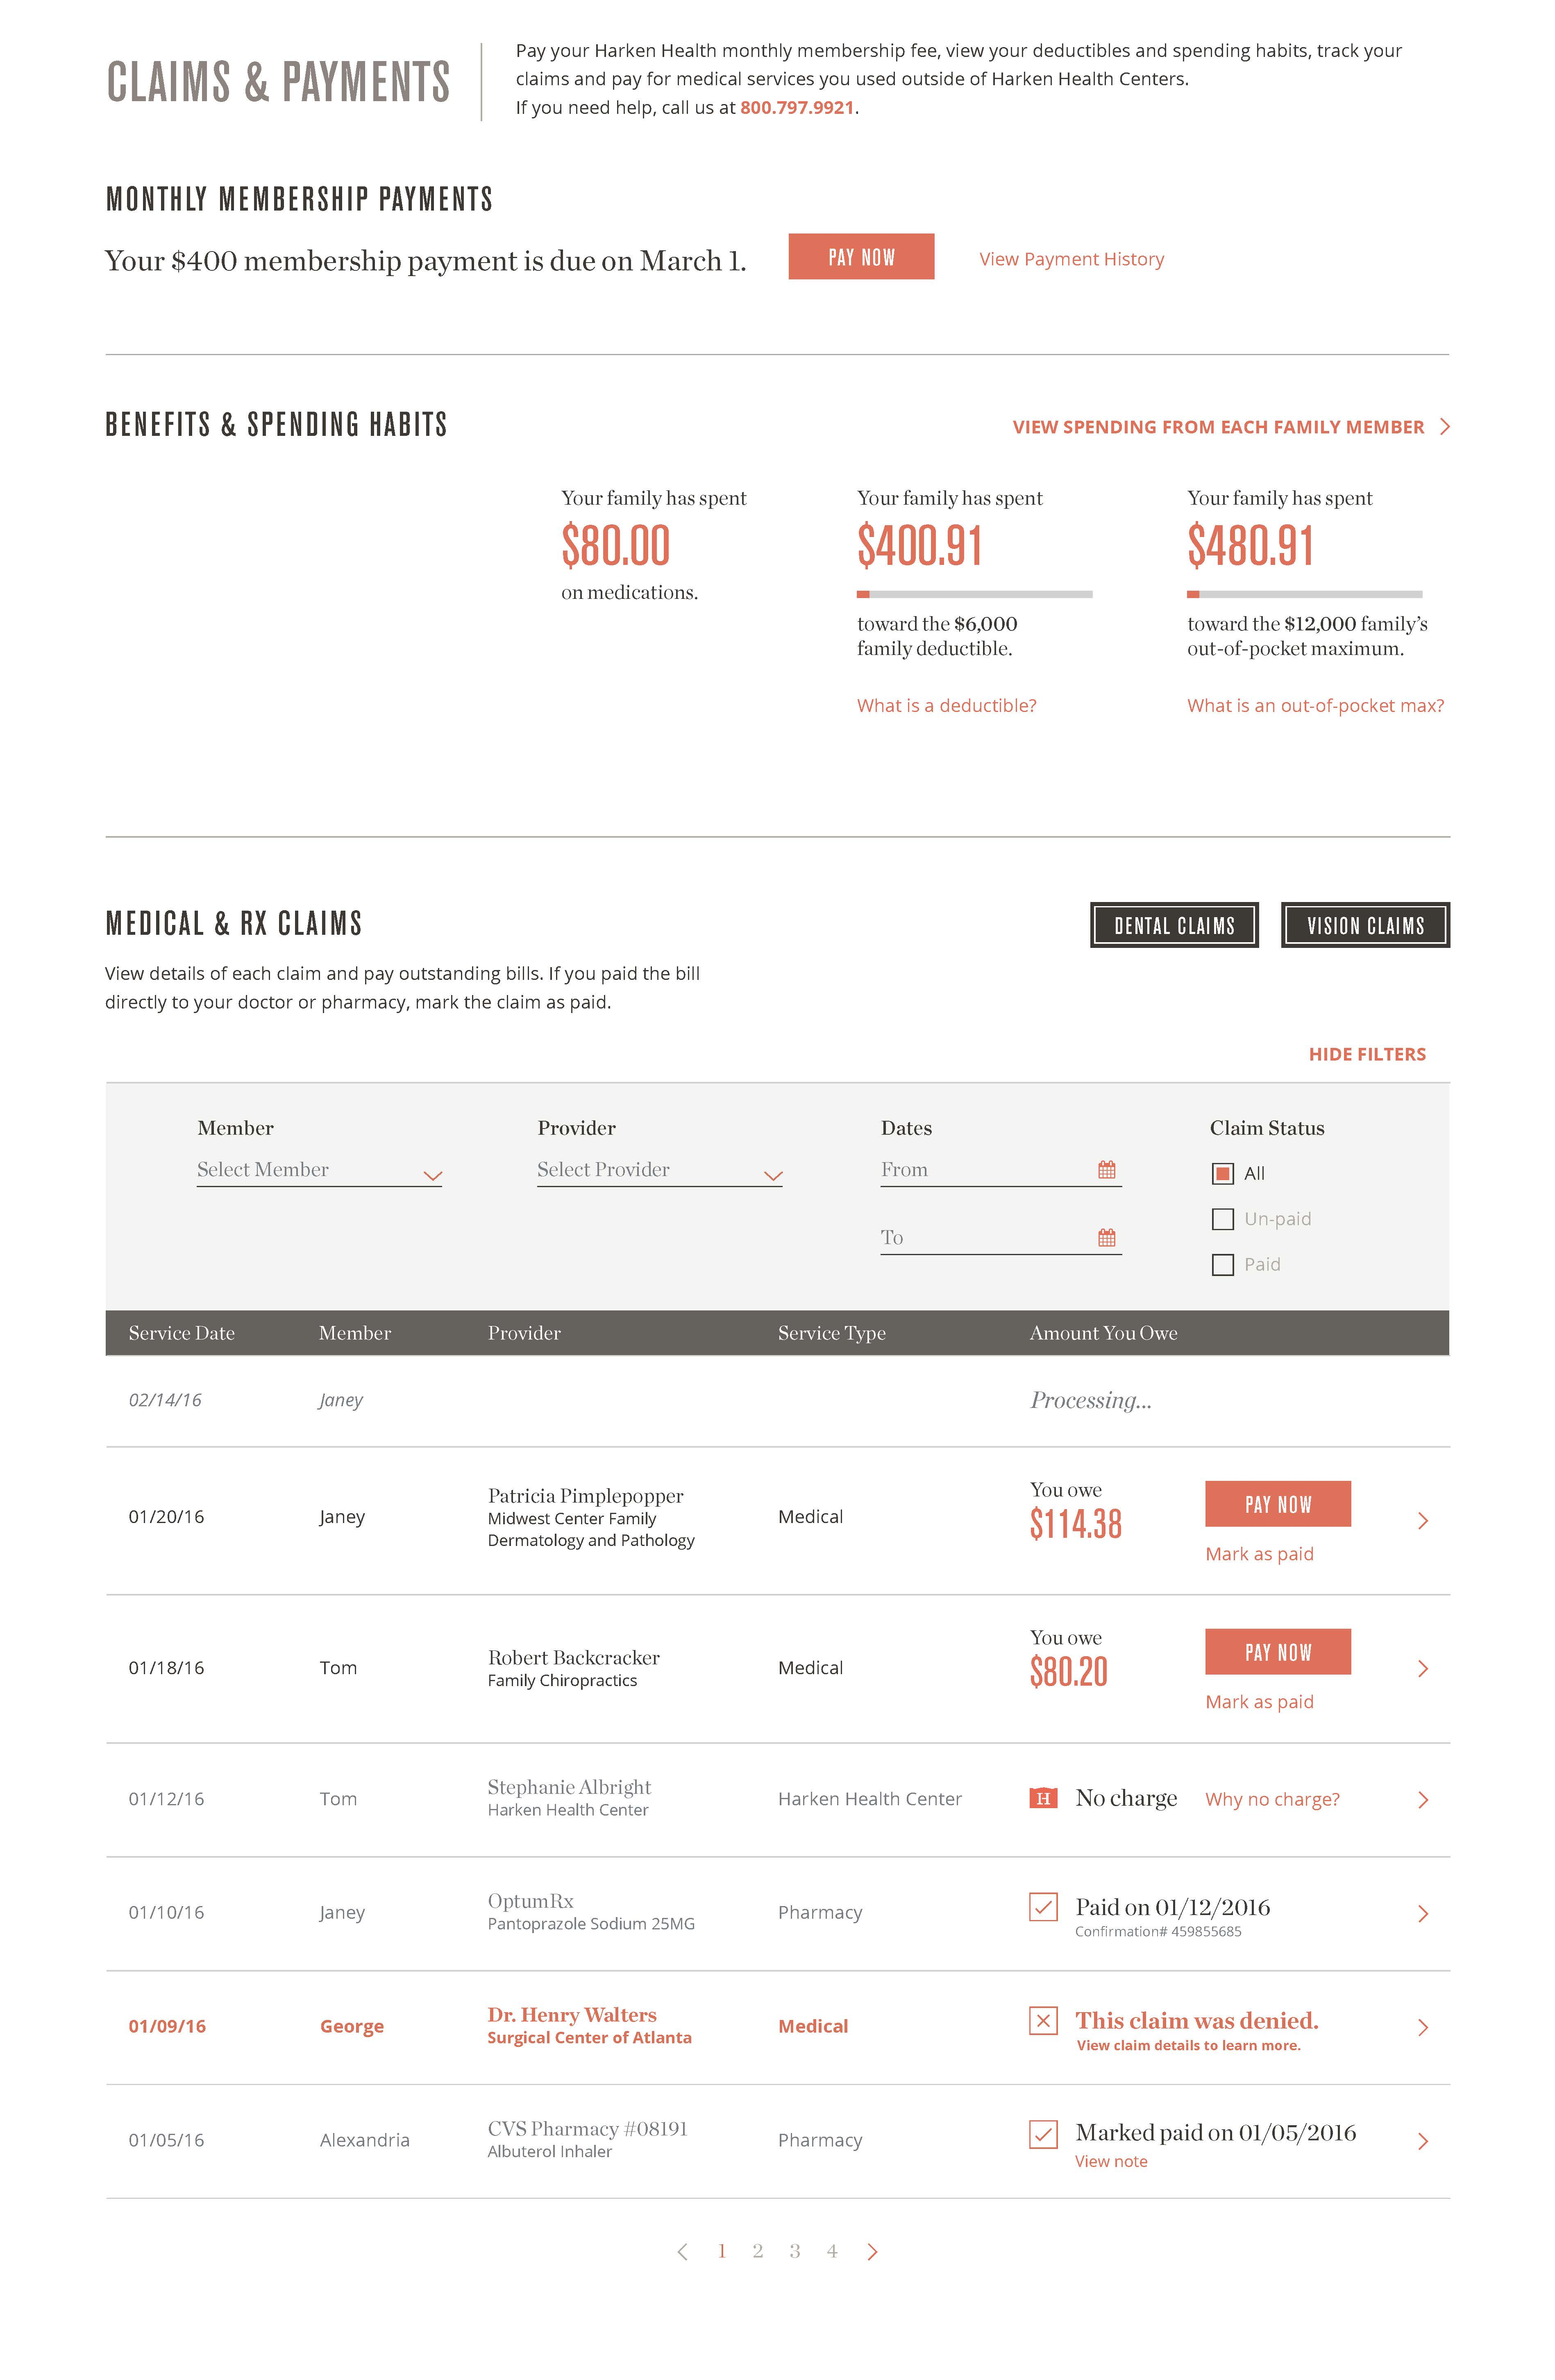 CLAIMS & PAYMENTS
Pay your Harken Health monthly membership fee, view your deductibles and spending habits, track your
claims and pay for medical services you used outside of Harken Health Centers.
If you need help, call us at 800.797.9921.
MONTHLY MEMBERSHIP PAYMENTS
Your $400 membership payment is due on March 1.
PAY NOW
View Payment History
BENEFITS & SPENDING HABITS
VIEW SPENDING FROM EACH FAMILY MEMBER
Your family has spent
$80.00
on medications.
Your family has spent
$400.91
toward the $6,000
family deductible.
What is a deductible?
Your family has spent
$480.91
toward the $12,000 family’s
out-of-pocket maximum.
What is an out-of-pocket max?
MEDICAL & RX CLAIMS
DENTAL CLAIMS
VISION CLAIMS
View details of each claim and pay outstanding bills. If you paid the bill
directly to your doctor or pharmacy, mark the claim as paid.
HIDE FILTERS
Member
Select Member
Provider
Select Provider
Dates
From
To
Claim Status
All
Un-paid
Paid
Service Date Member Provider Service Type Amount You Owe
02/14/16 Janey Processing...
01/20/16
Janey
Patricia Pimplepopper
Midwest Center Family
Dermatology and Pathology
Medical
You owe
$114.38
PAY NOW
Mark as paid
01/18/16
Tom
Robert Backcracker
Family Chiropractics
Medical
You owe
$80.20
PAY NOW
Mark as paid
01/12/16
Tom
Stephanie Albright
Harken Health Center
Harken Health Center
H
No charge
Why no charge?
01/10/16
Janey
OptumRx
Pantoprazole Sodium 25MG
Pharmacy
Paid on 01/12/2016
Confirmation# 459855685
01/09/16
George
Dr. Henry Walters
Surgical Center of Atlanta
Medical
This claim was denied.
View claim details to learn more.
01/05/16
Alexandria
CVS Pharmacy #08191
Albuterol Inhaler
Pharmacy
Marked paid on 01/05/2016
View note
1 2 3 4